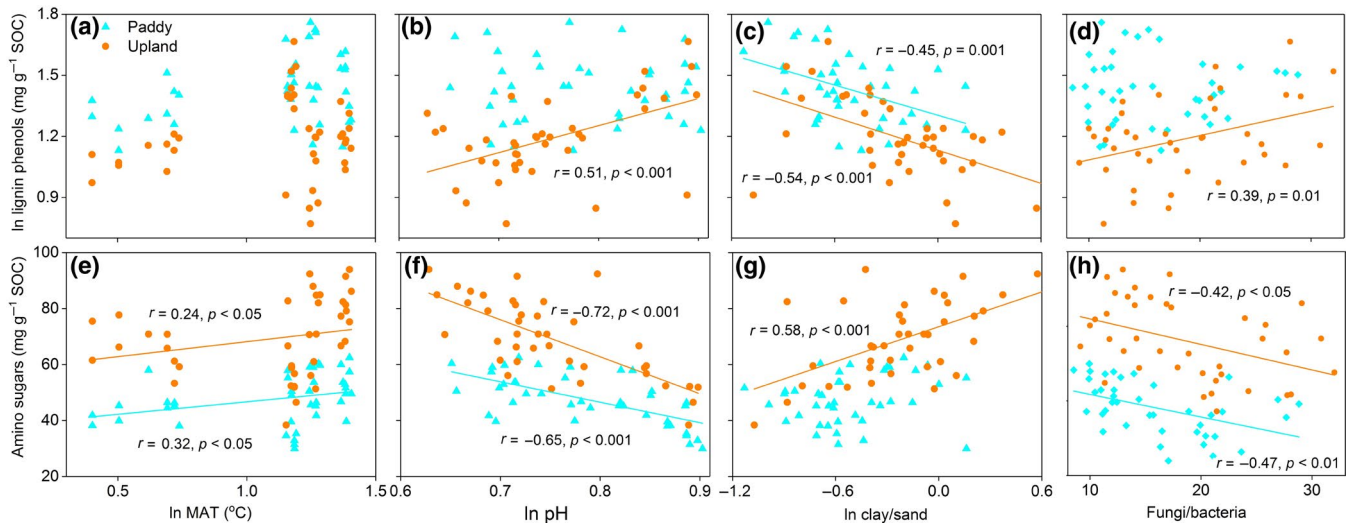 (a)
Paddy
Upland
(b)
(c)
(d)
ln lignin phenols (mg g⁻¹ SOC)
1.8
1.5
1.2
0.9
r = 0.51, p < 0.001
r = −0.45, p = 0.001
r = −0.54, p < 0.001
r = 0.39, p = 0.01
(e)
(f)
(g)
(h)
Amino sugars (mg g⁻¹ SOC)
100
80
60
40
20
r = 0.24, p < 0.05
r = 0.32, p < 0.05
r = −0.72, p < 0.001
r = −0.65, p < 0.001
r = 0.58, p < 0.001
r = −0.42, p < 0.05
r = −0.47, p < 0.01
0.5 1.0 1.5
0.6 0.7 0.8 0.9
−1.2 −0.6 0.0 0.6
10 20 30
ln MAT (°C)
ln pH
ln clay/sand
Fungi/bacteria